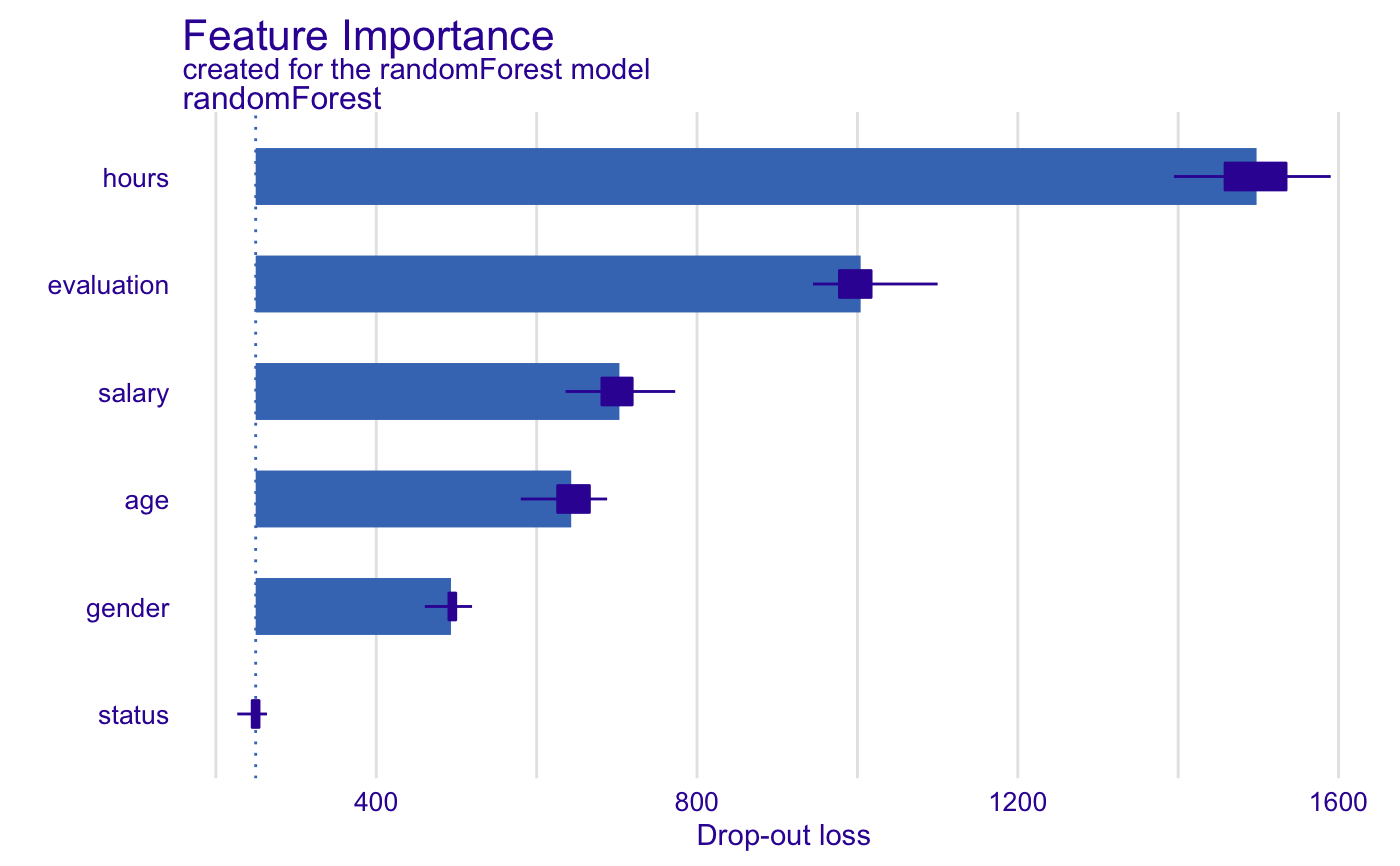 Feature Importance
created for the randomForest model
randomForest
hours
evaluation
salary
age
gender
status
400 800 1200 1600
Drop-out loss